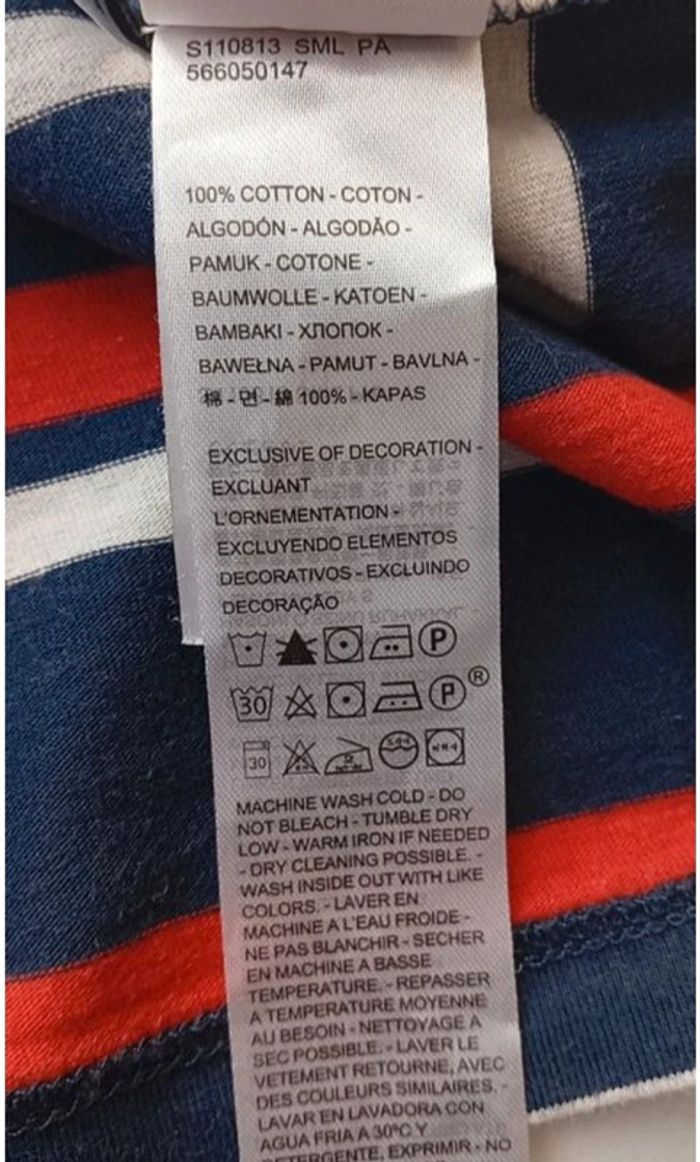 S110813 SML PA
566050147
100% COTTON - COTON -
ALGODÓN - ALGODÃO -
PAMUK - COTONE -
BAUMWOLLE - KATOEN -
BAMBAKI - ХЛОПОК -
BAWEŁNA - PAMUT - BAVLNA -
棉 - 면 - 綿 100% - KAPAS
EXCLUSIVE OF DECORATION -
EXCLUANT
L'ORNEMENTATION -
EXCLUYENDO ELEMENTOS
DECORATIVOS - EXCLUINDO
DECORAÇÃO
P
30 P ®
30
MACHINE WASH COLD - DO
NOT BLEACH - TUMBLE DRY
LOW - WARM IRON IF NEEDED
- DRY CLEANING POSSIBLE. -
WASH INSIDE OUT WITH LIKE
COLORS. - LAVER EN
MACHINE A L'EAU FROIDE -
NE PAS BLANCHIR - SECHER
EN MACHINE A BASSE
TEMPERATURE. - REPASSER
A TEMPERATURE MOYENNE
AU BESOIN - NETTOYAGE A
SEC POSSIBLE. - LAVER LE
VETEMENT RETOURNE, AVEC
DES COULEURS SIMILAIRES. -
LAVAR EN LAVADORA CON
AGUA FRIA A 30ºC Y
DETERGENTE, EXPRIMIR - NO